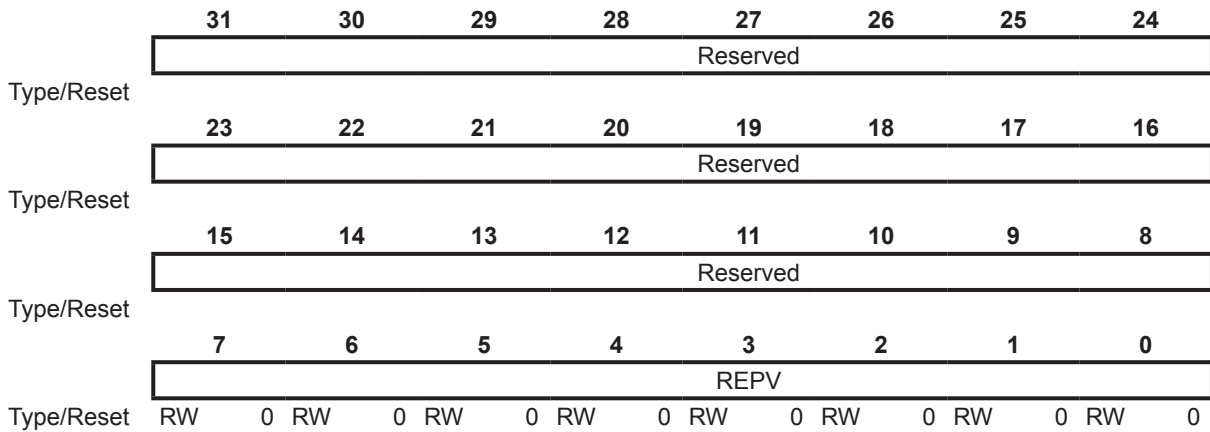 31 30 29 28 27 26 25 24
Reserved
Type/Reset
23 22 21 20 19 18 17 16
Reserved
Type/Reset
15 14 13 12 11 10 9 8
Reserved
Type/Reset
7 6 5 4 3 2 1 0
REPV
Type/Reset RW 0 RW 0 RW 0 RW 0 RW 0 RW 0 RW 0 RW 0